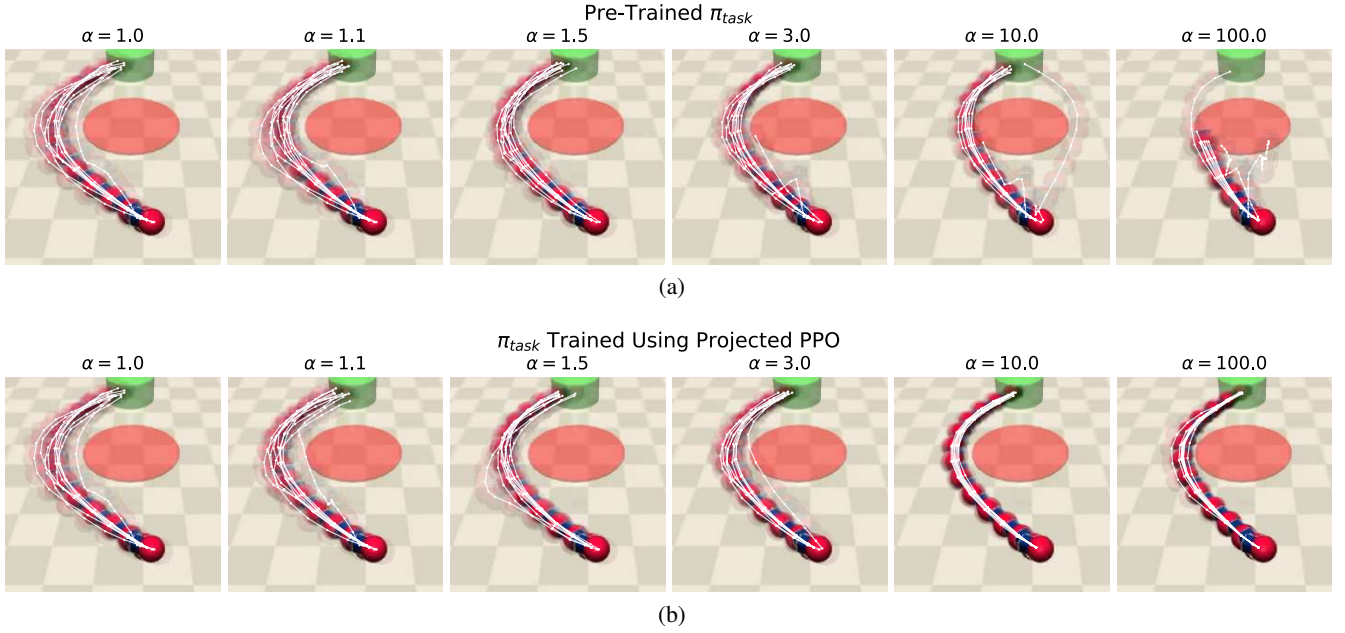 Pre-Trained π_task
α = 1.0 α = 1.1 α = 1.5 α = 3.0 α = 10.0 α = 100.0
(a)
π_task Trained Using Projected PPO
α = 1.0 α = 1.1 α = 1.5 α = 3.0 α = 10.0 α = 100.0
(b)